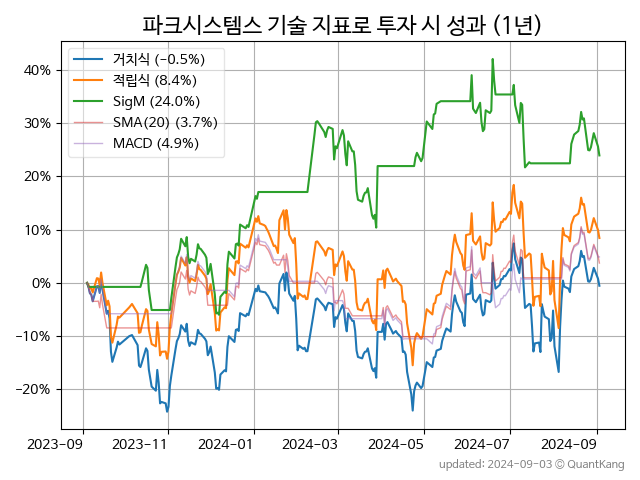 파크시스템스 기술 지표로 투자 시 성과 (1년)
거치식 (−0.5%)
적립식 (8.4%)
SigM (24.0%)
SMA(20) (3.7%)
MACD (4.9%)
40%
30%
20%
10%
0%
−10%
−20%
2023-09 2023-11 2024-01 2024-03 2024-05 2024-07 2024-09
updated: 2024-09-03 © QuantKang